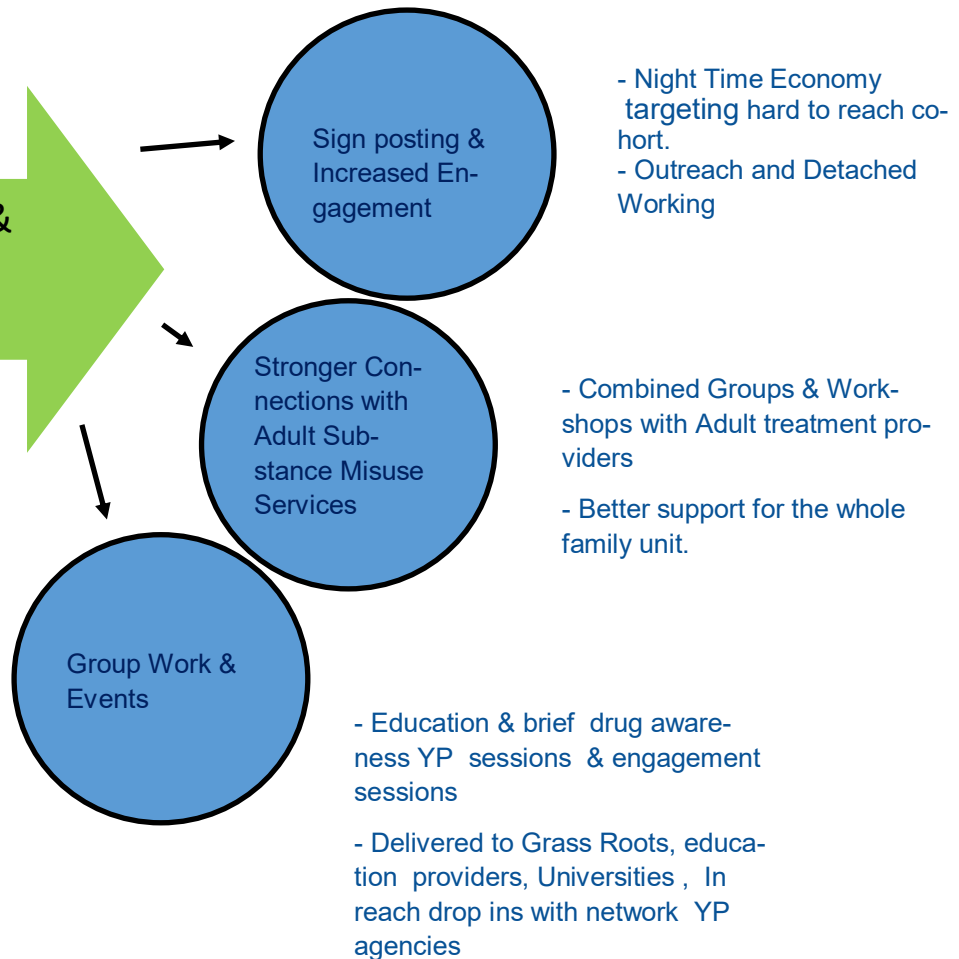 &
Sign posting &
Increased En-
gagement
- Night Time Economy
targeting hard to reach co-
hort.
- Outreach and Detached
Working
Stronger Con-
nections with
Adult Sub-
stance Misuse
Services
- Combined Groups & Work-
shops with Adult treatment pro-
viders
- Better support for the whole
family unit.
Group Work &
Events
- Education & brief drug aware-
ness YP sessions & engagement
sessions
- Delivered to Grass Roots, educa-
tion providers, Universities , In
reach drop ins with network YP
agencies